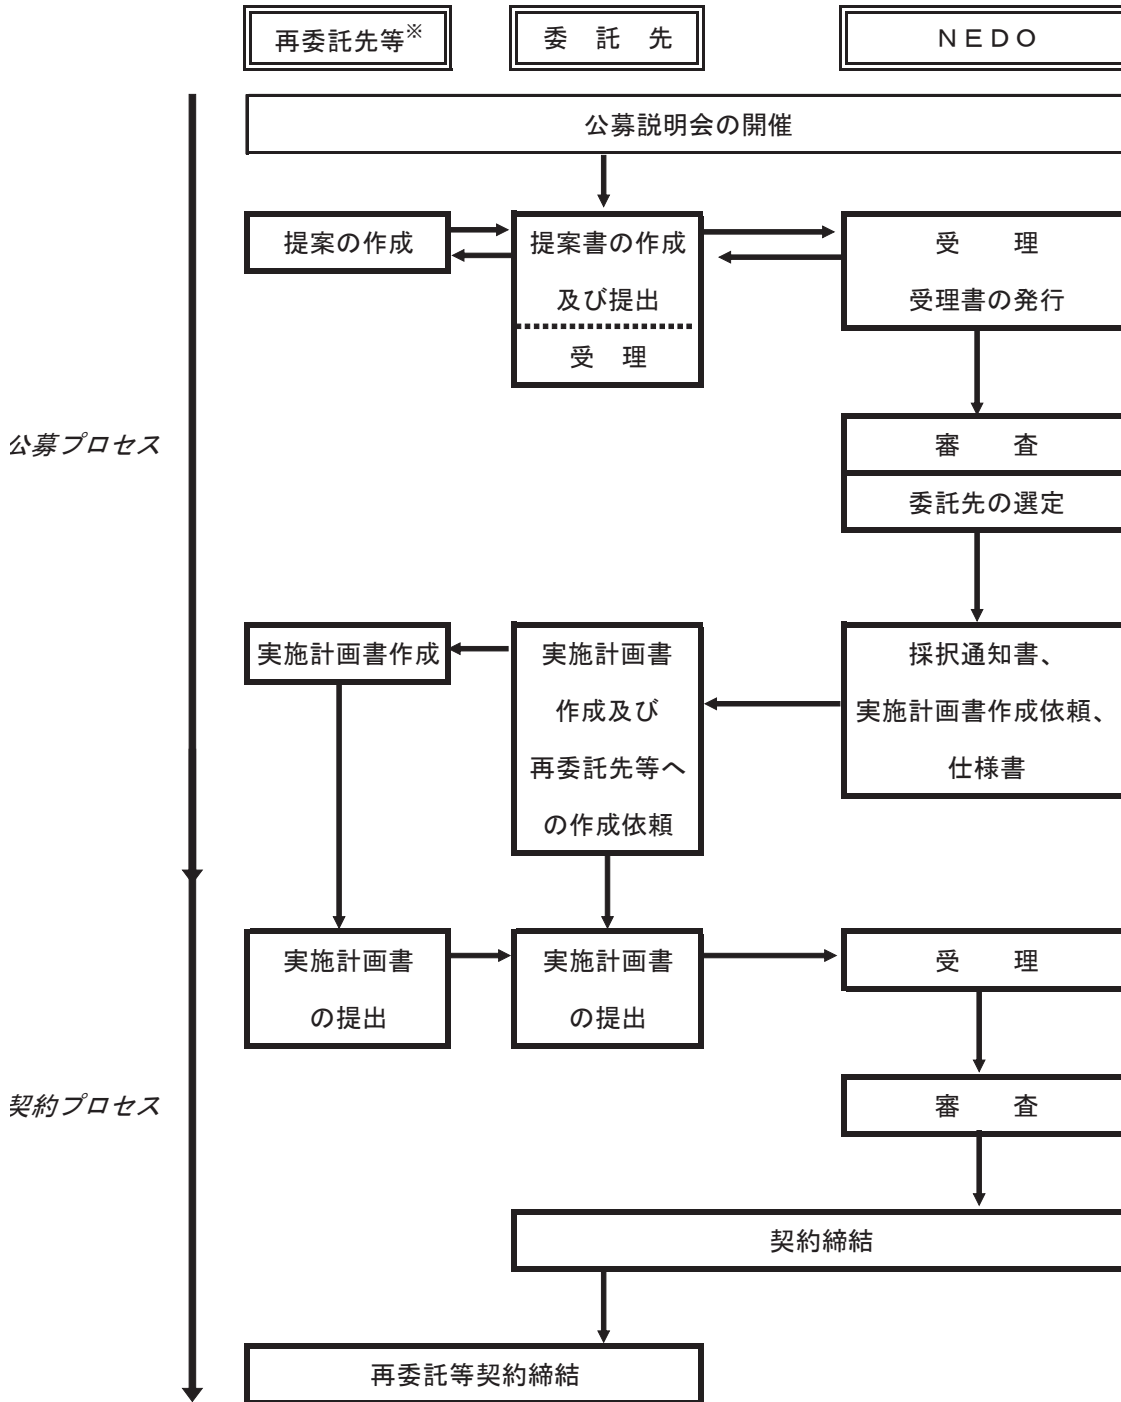 再委託先等※
委 託 先
ＮＥＤＯ
公募説明会の開催
提案の作成
提案書の作成
及び提出
受 理
受 理
受理書の発行
公募プロセス
審 査
委託先の選定
実施計画書作成
実施計画書
作成及び
再委託先等へ
の作成依頼
採択通知書、
実施計画書作成依頼、
仕様書
実施計画書
の提出
実施計画書
の提出
受 理
契約プロセス
審 査
契約締結
再委託等契約締結